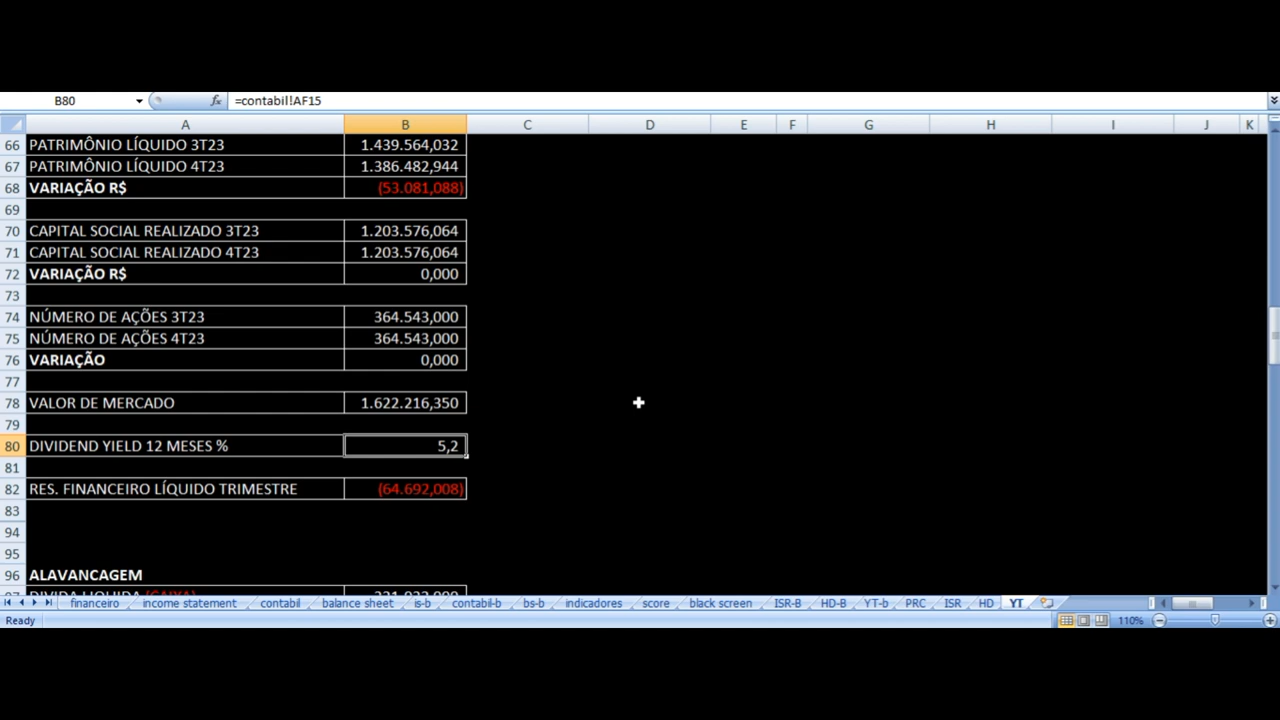 B80 fx =contabil!AF15
A B C D E F G H I J K
66 PATRIMÔNIO LÍQUIDO 3T23 1.439.564,032
67 PATRIMÔNIO LÍQUIDO 4T23 1.386.482,944
68 VARIAÇÃO R$ (53.081,088)
69
70 CAPITAL SOCIAL REALIZADO 3T23 1.203.576,064
71 CAPITAL SOCIAL REALIZADO 4T23 1.203.576,064
72 VARIAÇÃO R$ 0,000
73
74 NÚMERO DE AÇÕES 3T23 364.543,000
75 NÚMERO DE AÇÕES 4T23 364.543,000
76 VARIAÇÃO 0,000
77
78 VALOR DE MERCADO 1.622.216,350
79
80 DIVIDEND YIELD 12 MESES % 5,2
81
82 RES. FINANCEIRO LÍQUIDO TRIMESTRE (64.692,008)
83
94
95
96 ALAVANCAGEM
97 DIVIDA LIQUIDA (CAIXA)
financeiro income statement contabil balance sheet is-b contabil-b bs-b indicadores score black screen ISR-B HD-B YT-b PRC ISR HD YT
Ready 110%